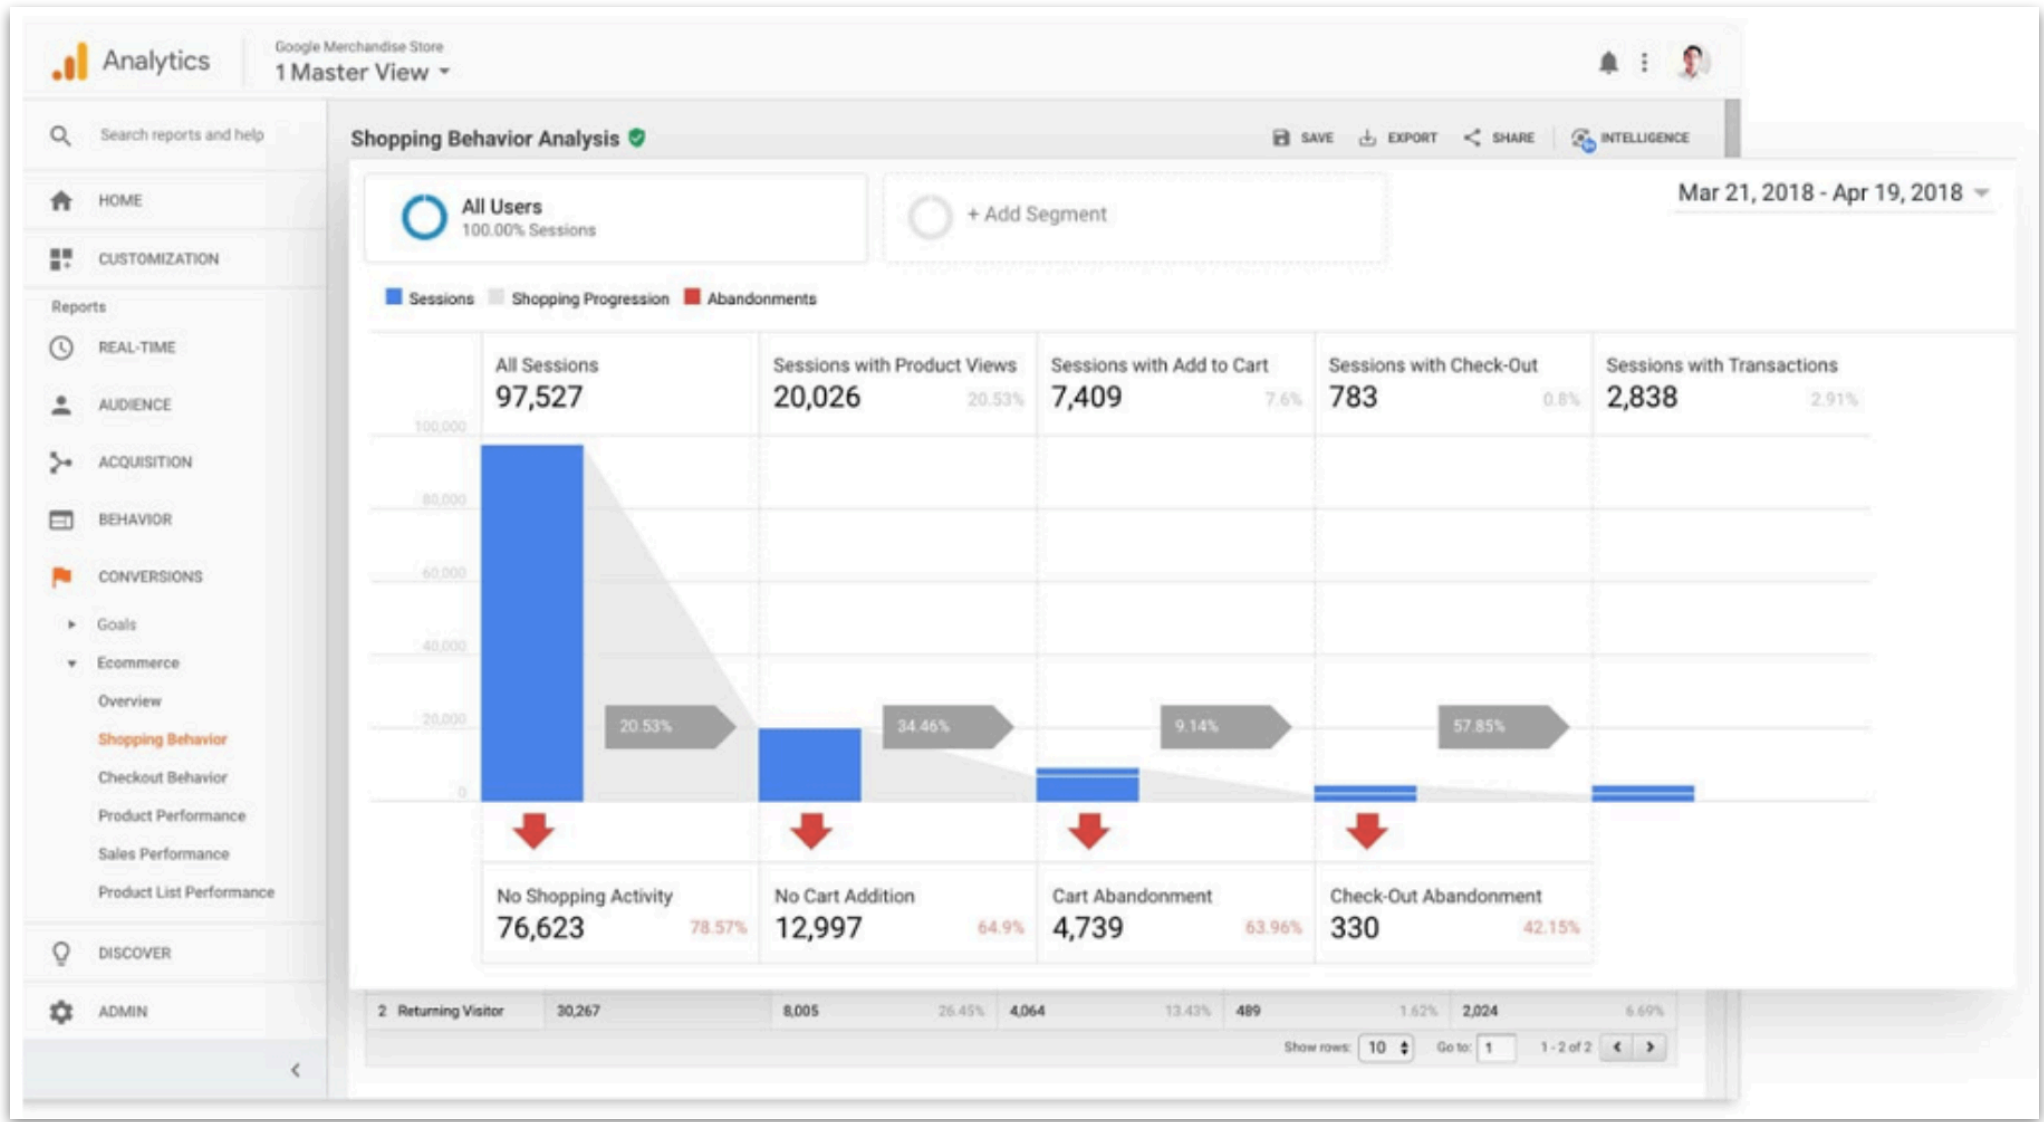 Analytics
Google Merchandise Store
1 Master View
Search reports and help
HOME
CUSTOMIZATION
Reports
REAL-TIME
AUDIENCE
ACQUISITION
BEHAVIOR
CONVERSIONS
Goals
Ecommerce
Overview
Shopping Behavior
Checkout Behavior
Product Performance
Sales Performance
Product List Performance
DISCOVER
ADMIN
Shopping Behavior Analysis
SAVE EXPORT SHARE INTELLIGENCE
All Users
100.00% Sessions
+ Add Segment
Mar 21, 2018 - Apr 19, 2018
Sessions Shopping Progression Abandonments
All Sessions Sessions with Product Views Sessions with Add to Cart Sessions with Check-Out Sessions with Transactions
97,527 20,026 20.53% 7,409 7.6% 783 0.8% 2,838 2.91%
100,000
80,000
60,000
40,000
20,000
0
20.53% 34.46% 9.14% 57.85%
No Shopping Activity No Cart Addition Cart Abandonment Check-Out Abandonment
76,623 78.57% 12,997 64.9% 4,739 63.96% 330 42.15%
2 Returning Visitor 30,267 8,005 26.45% 4,064 13.43% 489 1.62% 2,024 6.69%
Show rows: 10 Go to: 1 1 - 2 of 2